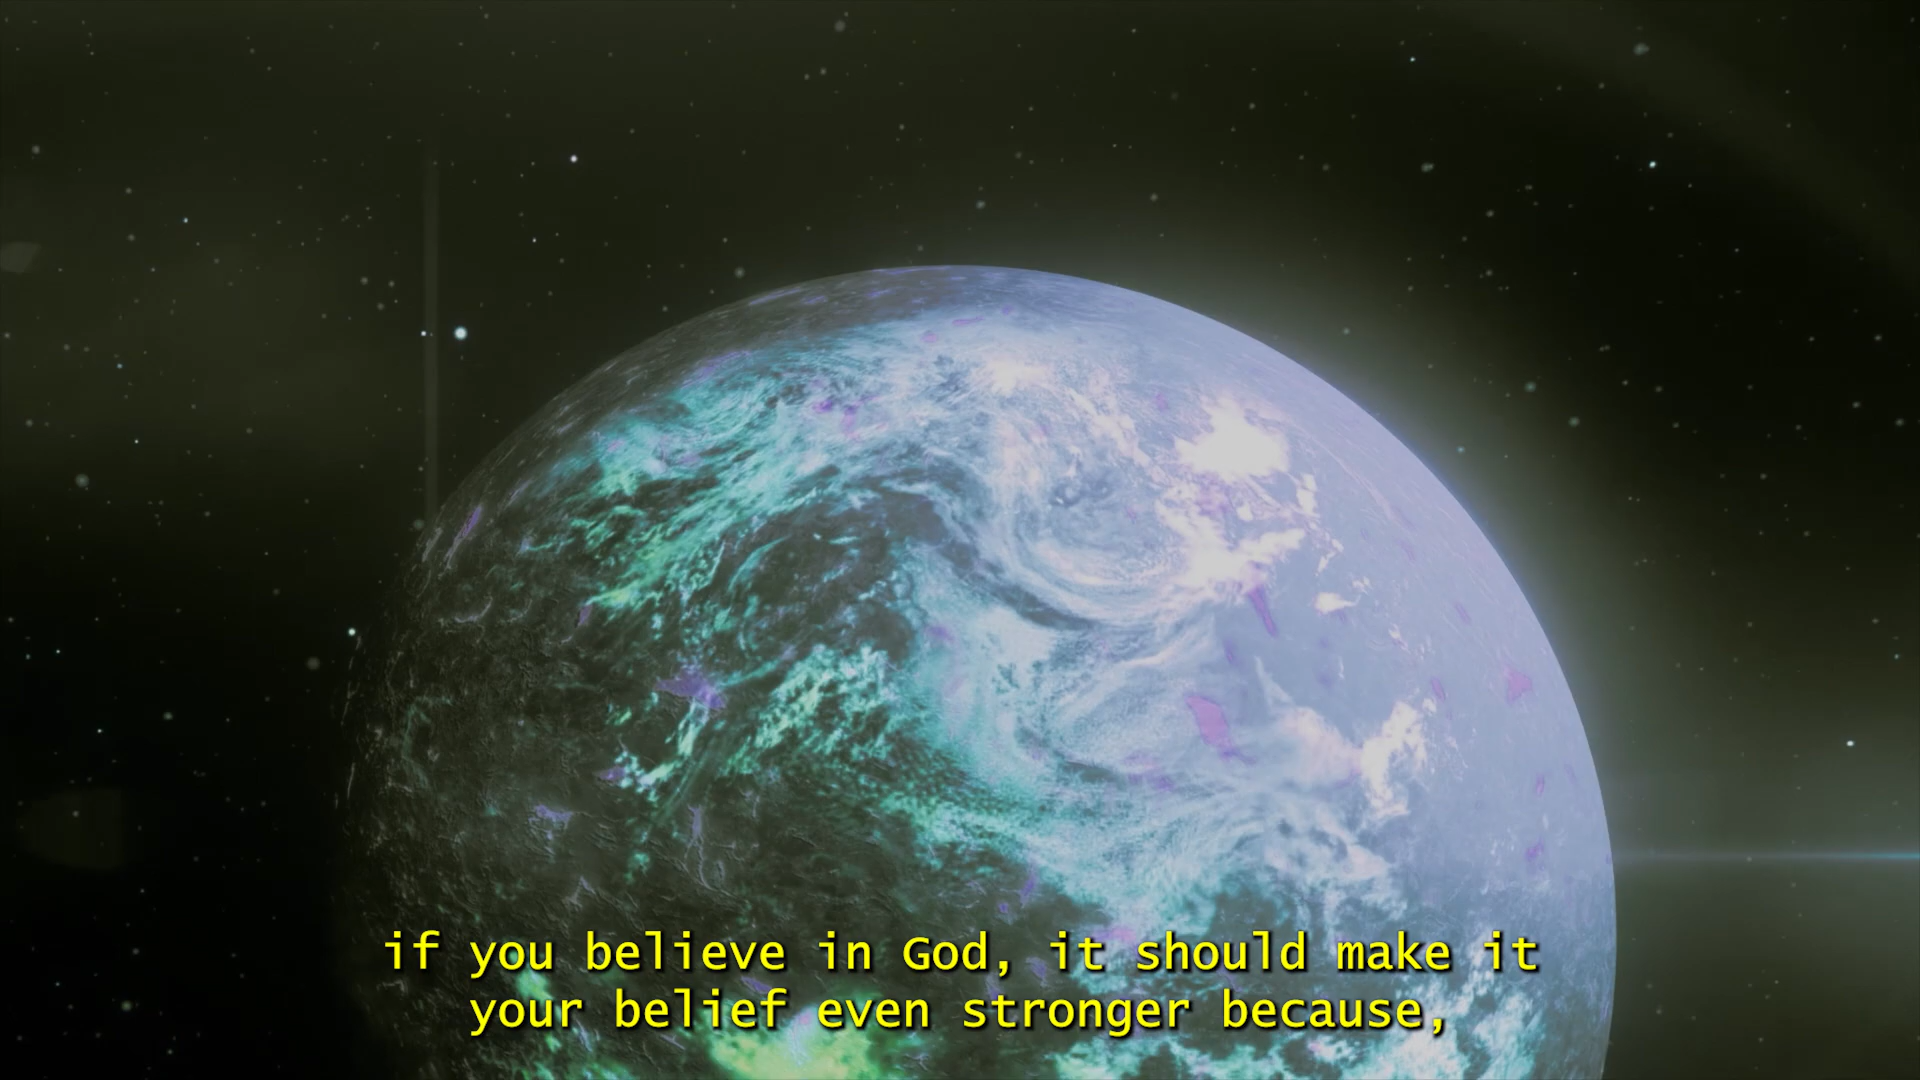 if you believe in God, it should make it
your belief even stronger because,